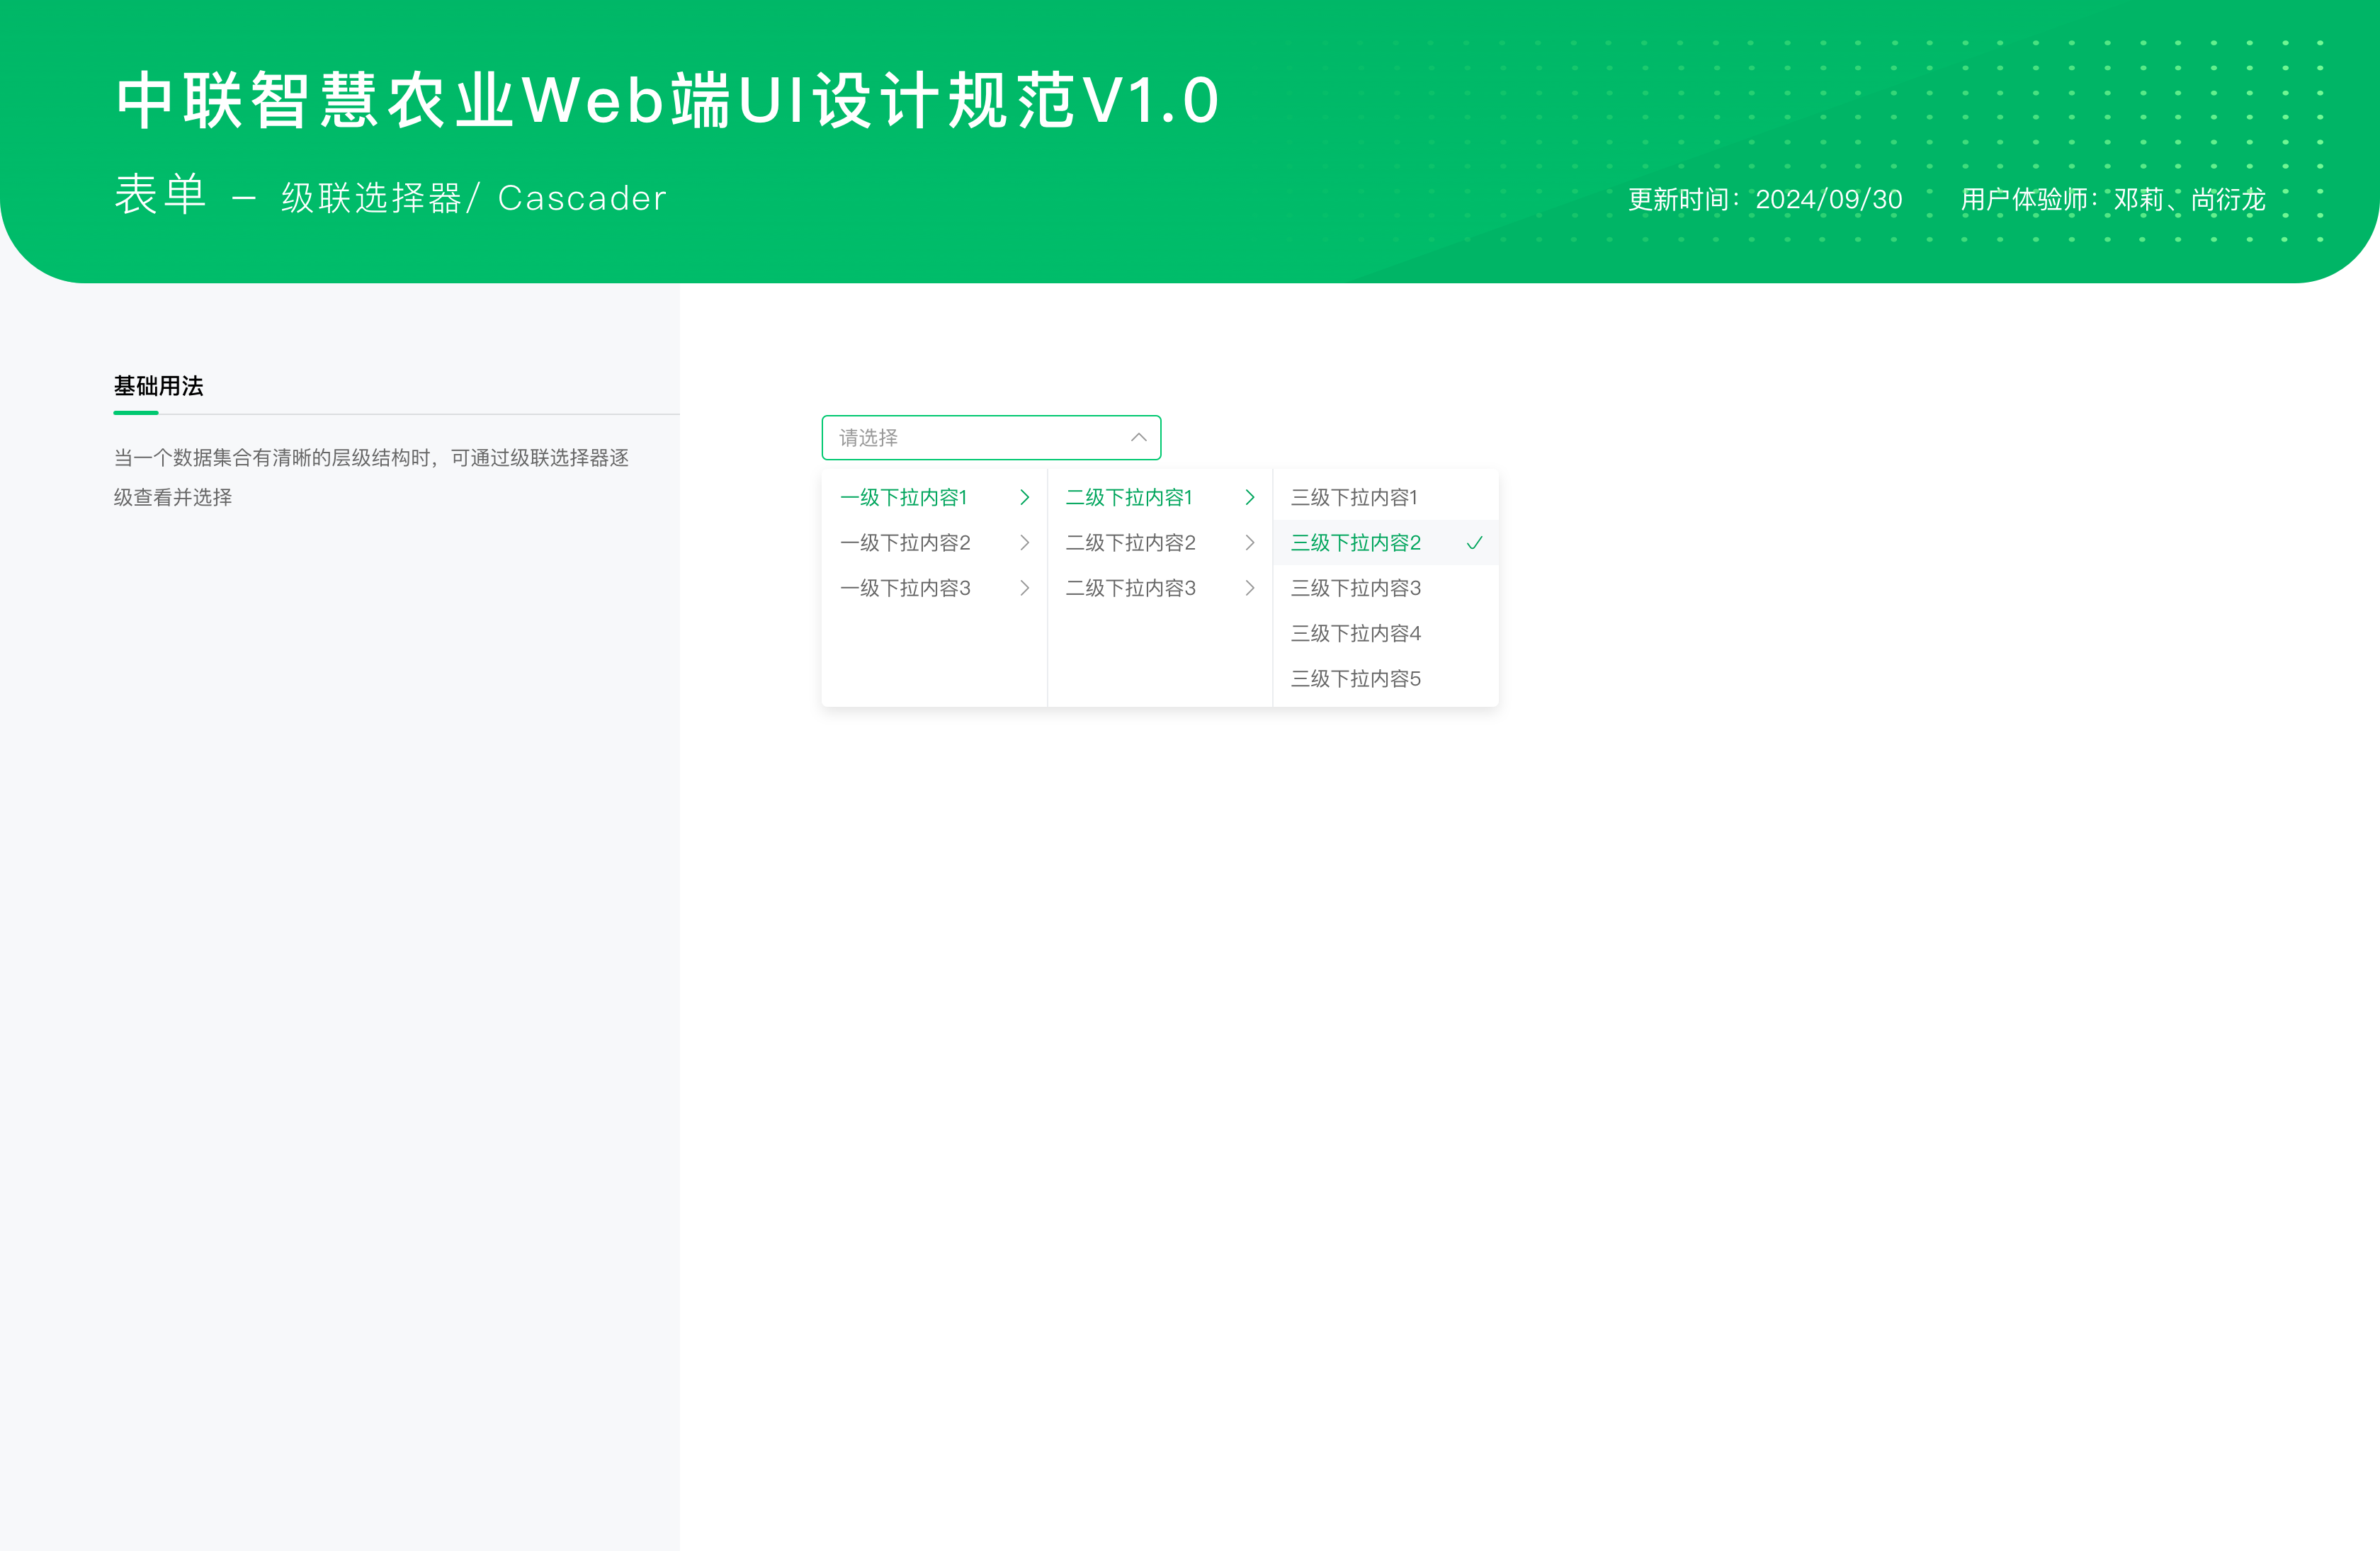 中联智慧农业Web端UI设计规范V1.0
表单 – 级联选择器/ Cascader
更新时间：2024/09/30 用户体验师：邓莉、尚衍龙
基础用法
当一个数据集合有清晰的层级结构时，可通过级联选择器逐
级查看并选择
请选择
一级下拉内容1
一级下拉内容2
一级下拉内容3
二级下拉内容1
二级下拉内容2
二级下拉内容3
三级下拉内容1
三级下拉内容2
三级下拉内容3
三级下拉内容4
三级下拉内容5